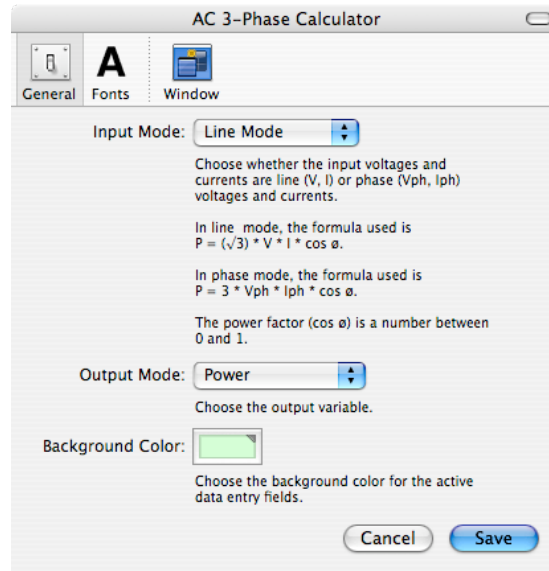 AC 3-Phase Calculator
General Fonts Window
Input Mode: Line Mode
Choose whether the input voltages and
currents are line (V, I) or phase (Vph, Iph)
voltages and currents.
In line mode, the formula used is
P = (√3) * V * I * cos ø.
In phase mode, the formula used is
P = 3 * Vph * Iph * cos ø.
The power factor (cos ø) is a number between
0 and 1.
Output Mode: Power
Choose the output variable.
Background Color:
Choose the background color for the active
data entry fields.
Cancel Save